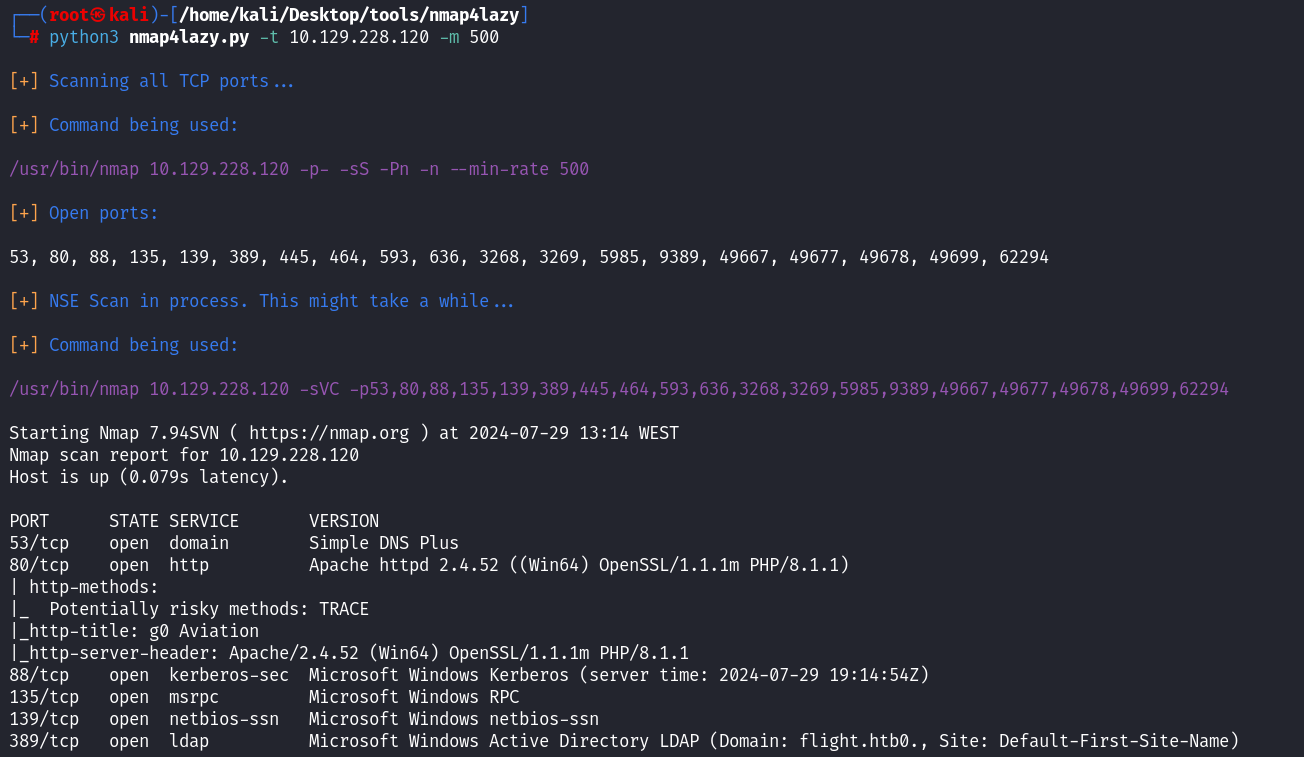 ┌──(root㉿kali)-[/home/kali/Desktop/tools/nmap4lazy]
└─# python3 nmap4lazy.py -t 10.129.228.120 -m 500
[+] Scanning all TCP ports...
[+] Command being used:
/usr/bin/nmap 10.129.228.120 -p- -sS -Pn -n --min-rate 500
[+] Open ports:
53, 80, 88, 135, 139, 389, 445, 464, 593, 636, 3268, 3269, 5985, 9389, 49667, 49677, 49678, 49699, 62294
[+] NSE Scan in process. This might take a while...
[+] Command being used:
/usr/bin/nmap 10.129.228.120 -sVC -p53,80,88,135,139,389,445,464,593,636,3268,3269,5985,9389,49667,49677,49678,49699,62294
Starting Nmap 7.94SVN ( https://nmap.org ) at 2024-07-29 13:14 WEST
Nmap scan report for 10.129.228.120
Host is up (0.079s latency).
PORT      STATE SERVICE       VERSION
53/tcp    open  domain        Simple DNS Plus
80/tcp    open  http          Apache httpd 2.4.52 ((Win64) OpenSSL/1.1.1m PHP/8.1.1)
| http-methods:
|_  Potentially risky methods: TRACE
|_http-title: g0 Aviation
|_http-server-header: Apache/2.4.52 (Win64) OpenSSL/1.1.1m PHP/8.1.1
88/tcp    open  kerberos-sec  Microsoft Windows Kerberos (server time: 2024-07-29 19:14:54Z)
135/tcp   open  msrpc         Microsoft Windows RPC
139/tcp   open  netbios-ssn   Microsoft Windows netbios-ssn
389/tcp   open  ldap          Microsoft Windows Active Directory LDAP (Domain: flight.htb0., Site: Default-First-Site-Name)